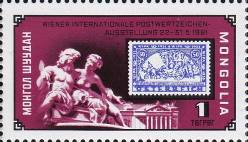 WIENER INTERNATIONALE POSTWERTZEICHEN-
AUSSTELLUNG 22-31 5 1981
МОНГОЛ ШУУДАН
MONGOLIA
1
ТӨГРӨГ